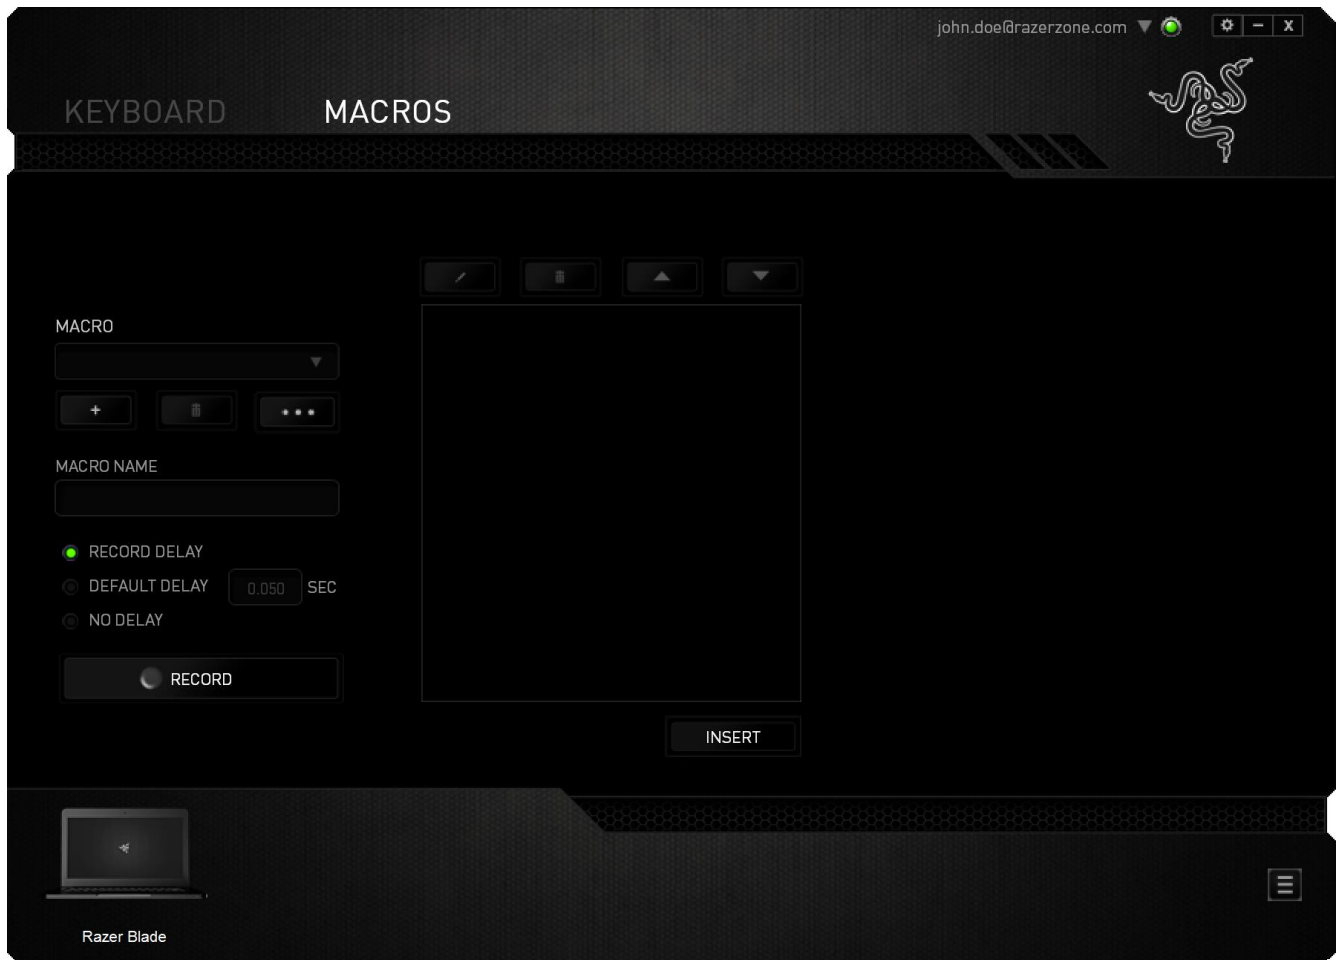 john.doe@razerzone.com
X
KEYBOARD MACROS
MACRO
+
MACRO NAME
RECORD DELAY
DEFAULT DELAY 0.050 SEC
NO DELAY
RECORD
INSERT
Razer Blade